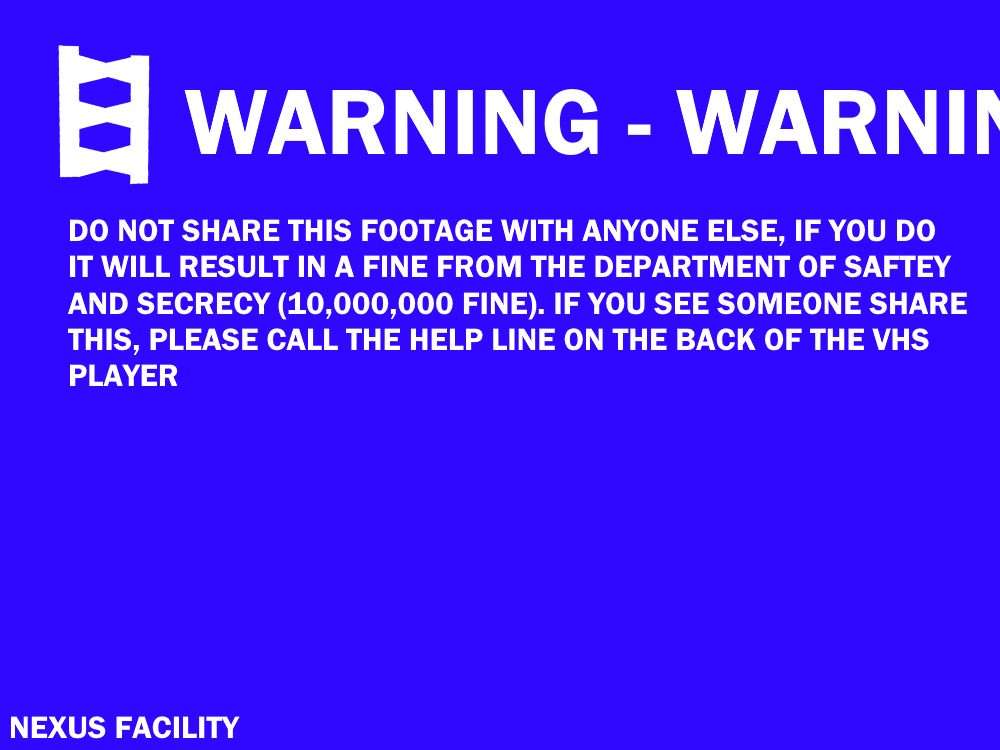 WARNING - WARNIN
DO NOT SHARE THIS FOOTAGE WITH ANYONE ELSE, IF YOU DO
IT WILL RESULT IN A FINE FROM THE DEPARTMENT OF SAFTEY
AND SECRECY (10,000,000 FINE). IF YOU SEE SOMEONE SHARE
THIS, PLEASE CALL THE HELP LINE ON THE BACK OF THE VHS
PLAYER
NEXUS FACILITY